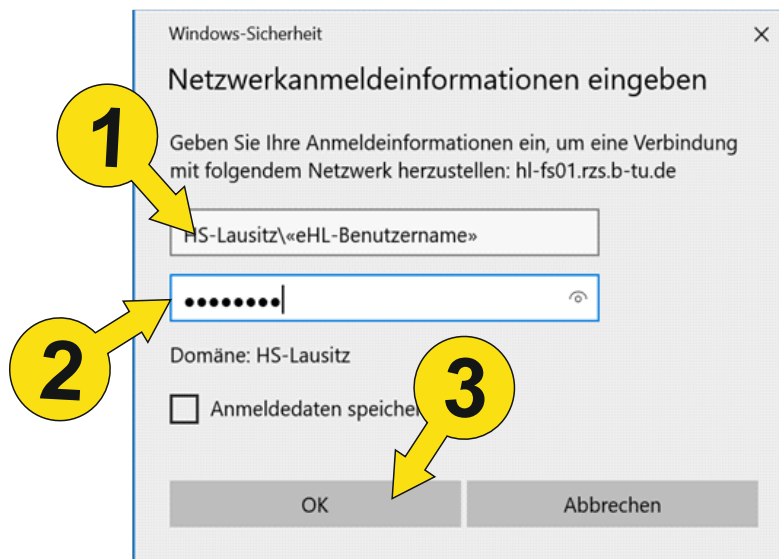 Windows-Sicherheit
Netzwerkanmeldeinformationen eingeben
Geben Sie Ihre Anmeldeinformationen ein, um eine Verbindung
mit folgendem Netzwerk herzustellen: hl-fs01.rzs.b-tu.de
1
HS-Lausitz\«eHL-Benutzername»
••••••••
2
Domäne: HS-Lausitz
3
Anmeldedaten speicher
OK
Abbrechen